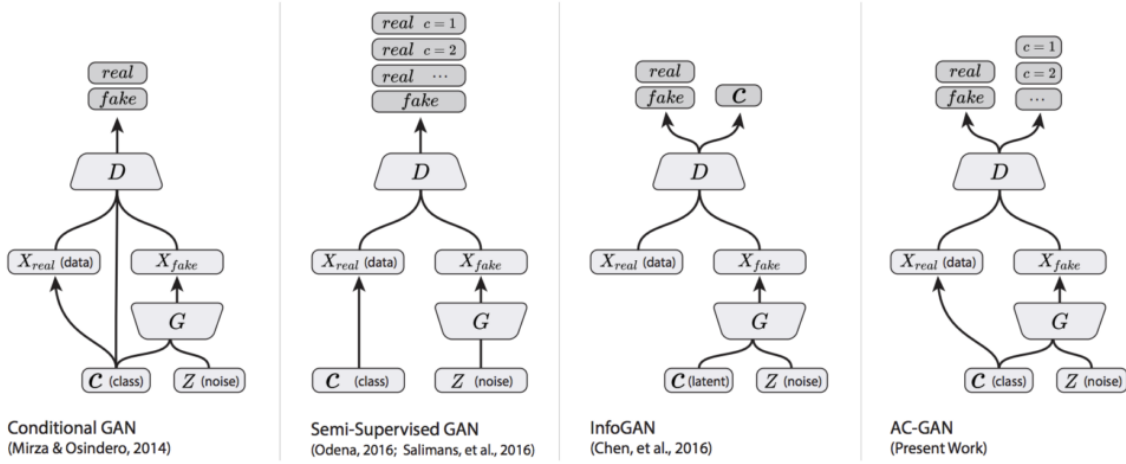 real
fake
D
X_real (data)
X_fake
G
C (class)
Z (noise)
Conditional GAN
(Mirza & Osindero, 2014)
real c = 1
real c = 2
real ...
fake
D
X_real (data)
X_fake
G
C (class)
Z (noise)
Semi-Supervised GAN
(Odena, 2016; Salimans, et al., 2016)
real
fake
C
D
X_real (data)
X_fake
G
C (latent)
Z (noise)
InfoGAN
(Chen, et al., 2016)
real
fake
c = 1
c = 2
...
D
X_real (data)
X_fake
G
C (class)
Z (noise)
AC-GAN
(Present Work)